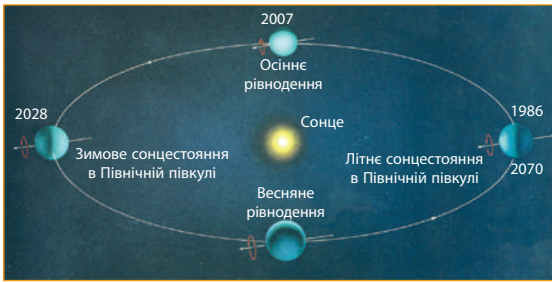 2007
Осіннє
рівнодення
2028
1986
Сонце
Зимове сонцестояння
в Північній півкулі
Літнє сонцестояння
в Північній півкулі
2070
Весняне
рівнодення